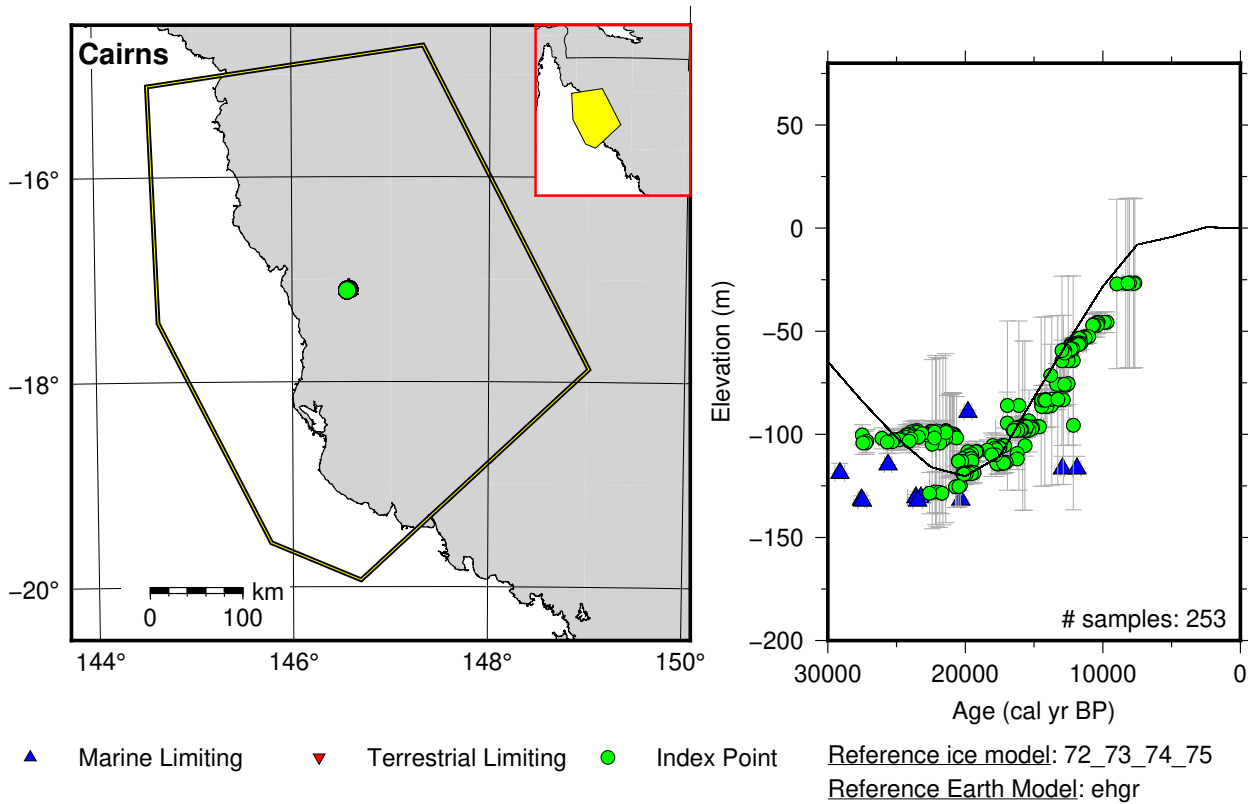 Cairns
−16°
−18°
−20°
144° 146° 148° 150°
km
0 100
50
0
−50
−100
−150
−200
Elevation (m)
# samples: 253
30000 20000 10000 0
Age (cal yr BP)
Marine Limiting Terrestrial Limiting Index Point
Reference ice model: 72_73_74_75
Reference Earth Model: ehgr